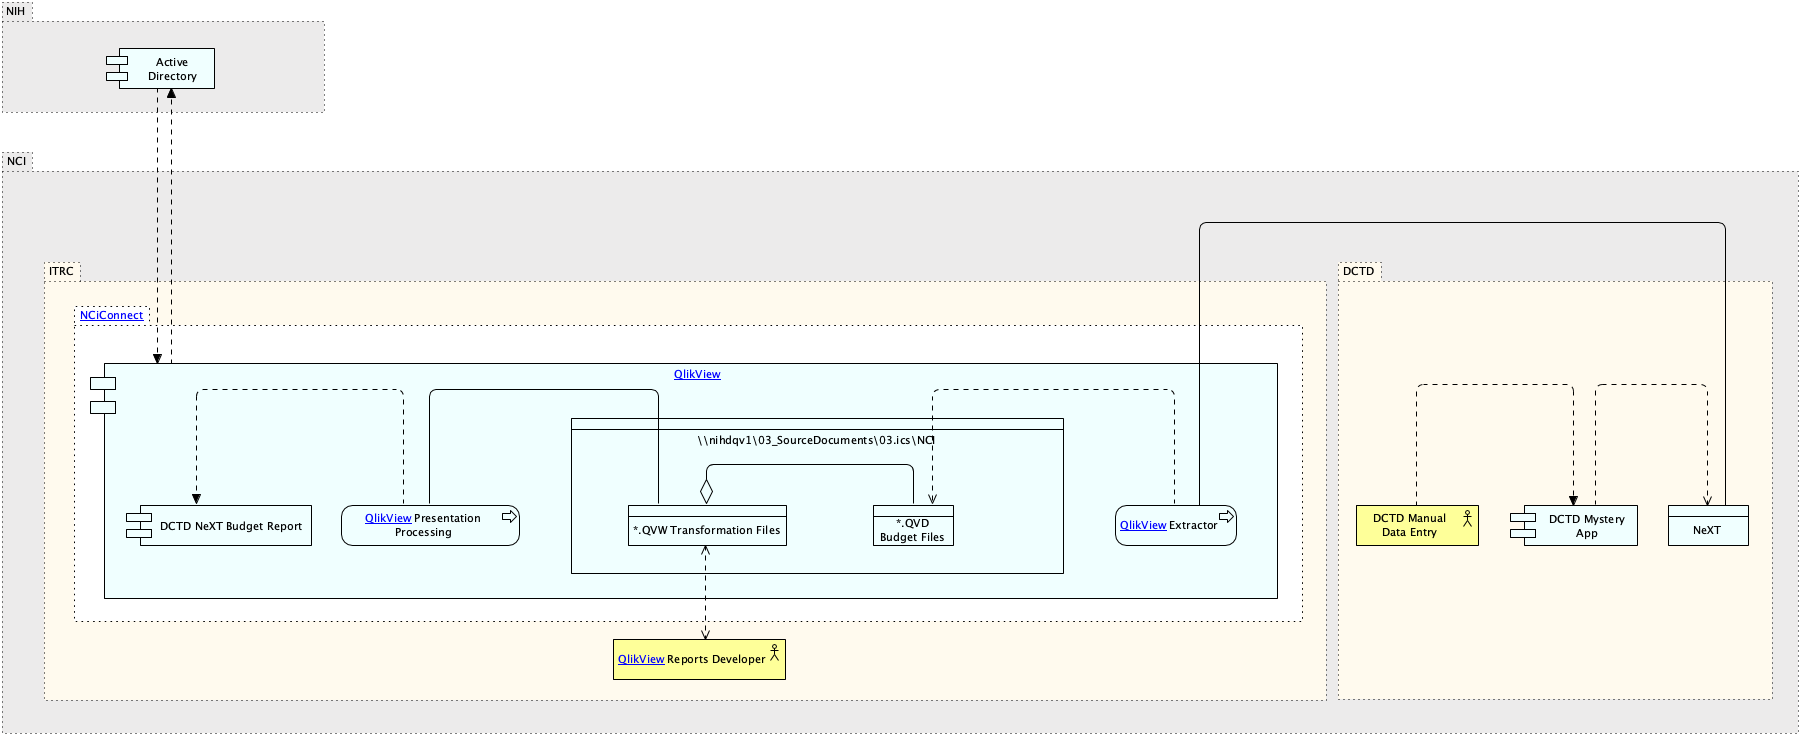 NIH
Active
Directory
NCI
ITRC
DCTD
NCiConnect
QlikView
\\nihdqv1\03_SourceDocuments\03.ics\NCI
DCTD NeXT Budget Report
QlikView Presentation
Processing
*.QVW Transformation Files
*.QVD
Budget Files
QlikView Extractor
DCTD Manual
Data Entry
DCTD Mystery
App
NeXT
QlikView Reports Developer